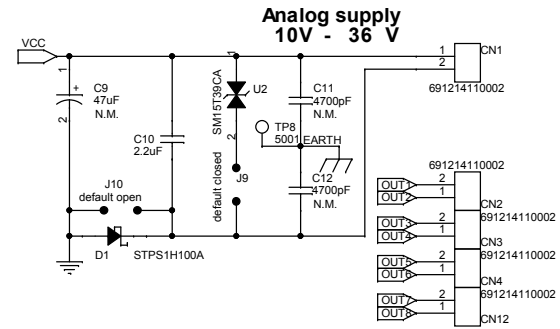 Analog supply
10V - 36 V
VCC
1
1
1
2
CN1
691214110002
C9
47uF
N.M.
+
2
C10
2.2uF
SM15T39CA
U2
2
C11
4700pF
N.M.
TP8
5001
EARTH
C12
4700pF
N.M.
J10
default open
default closed
J9
D1
STPS1H100A
691214110002
OUT1
2
OUT2
1
CN2
691214110002
OUT3
2
OUT4
1
CN3
691214110002
OUT5
2
OUT6
1
CN4
691214110002
OUT7
2
OUT8
1
CN12